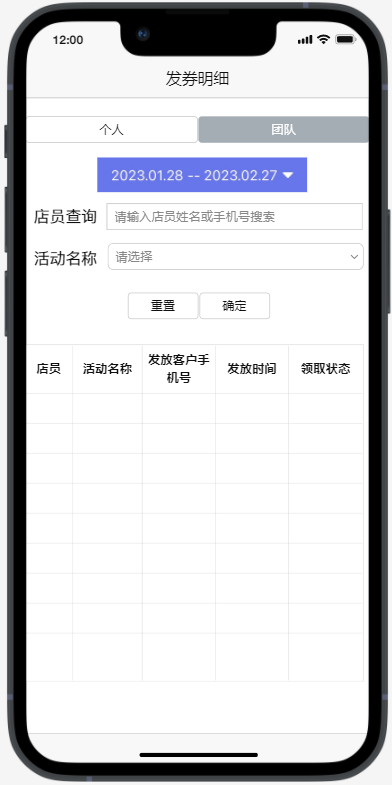 12:00
发券明细
个人
团队
2023.01.28 -- 2023.02.27
店员查询
请输入店员姓名或手机号搜索
活动名称
请选择
重置
确定
店员
活动名称
发放客户手
机号
发放时间
领取状态